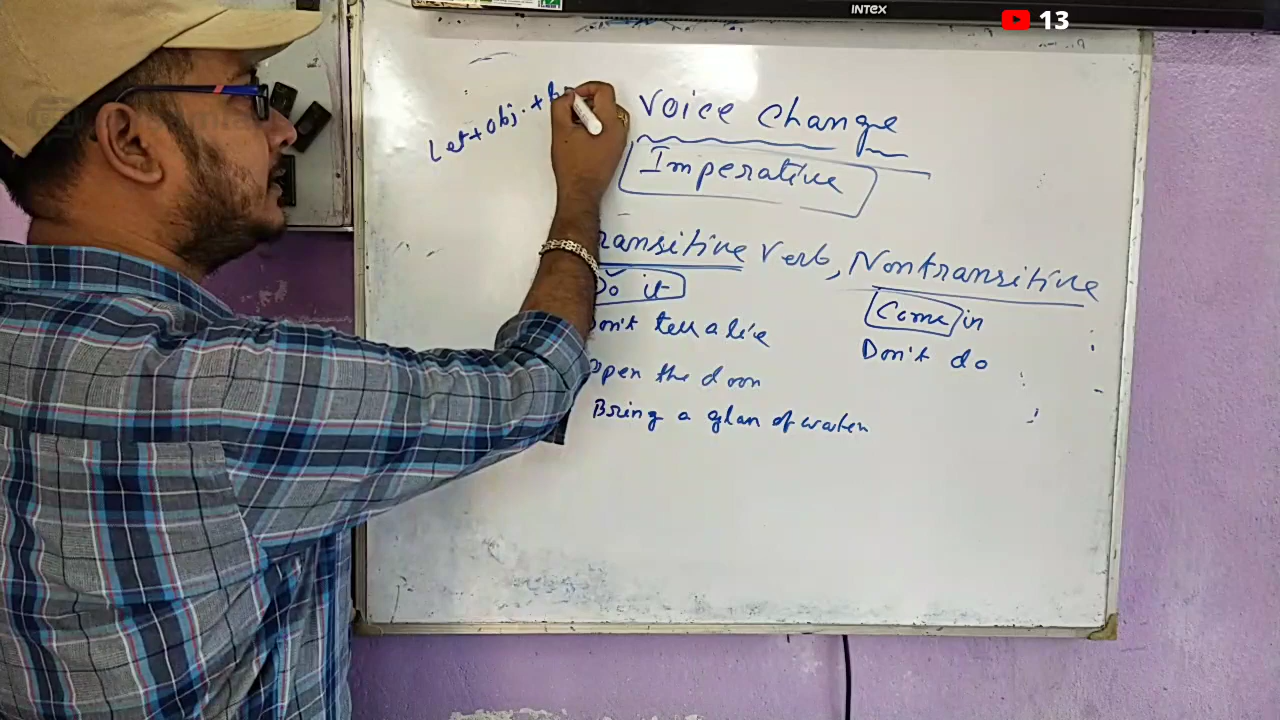 INTEX
13
Voice change
Let + obj. + be
Imperative
ransitive Verb, Nontransitive
Do it
Come in
Don't tell a lie
Don't do
Open the door
Bring a glass of water